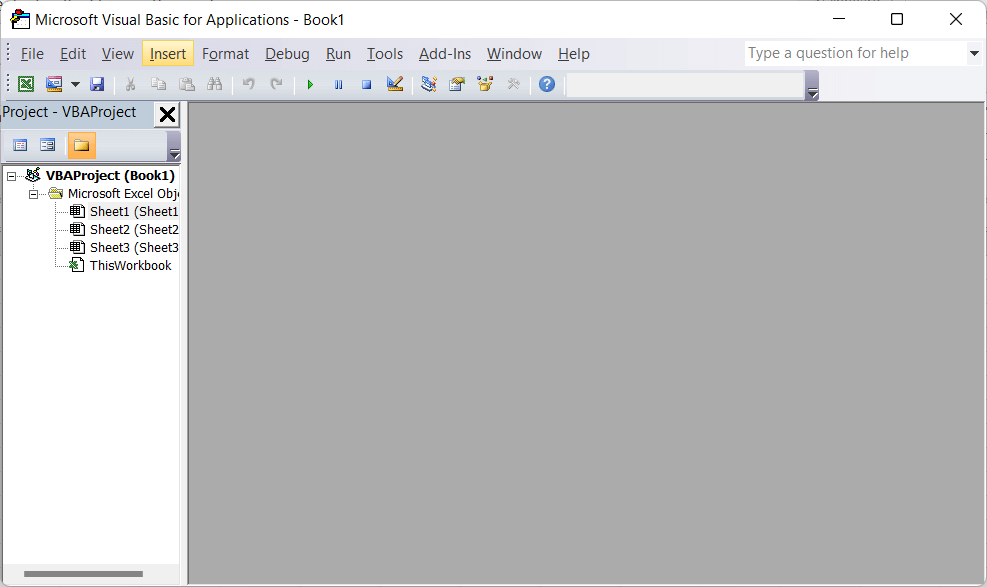 Microsoft Visual Basic for Applications - Book1
File Edit View Insert Format Debug Run Tools Add-Ins Window Help Type a question for help
Project - VBAProject
VBAProject (Book1)
Microsoft Excel Obje
Sheet1 (Sheet1
Sheet2 (Sheet2
Sheet3 (Sheet3
ThisWorkbook